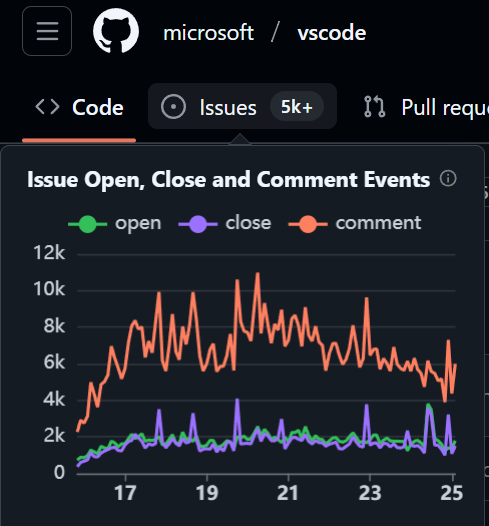 microsoft / vscode
Code Issues 5k+ Pull requ
Issue Open, Close and Comment Events
open close comment
12k
10k
8k
6k
4k
2k
0
17 19 21 23 25